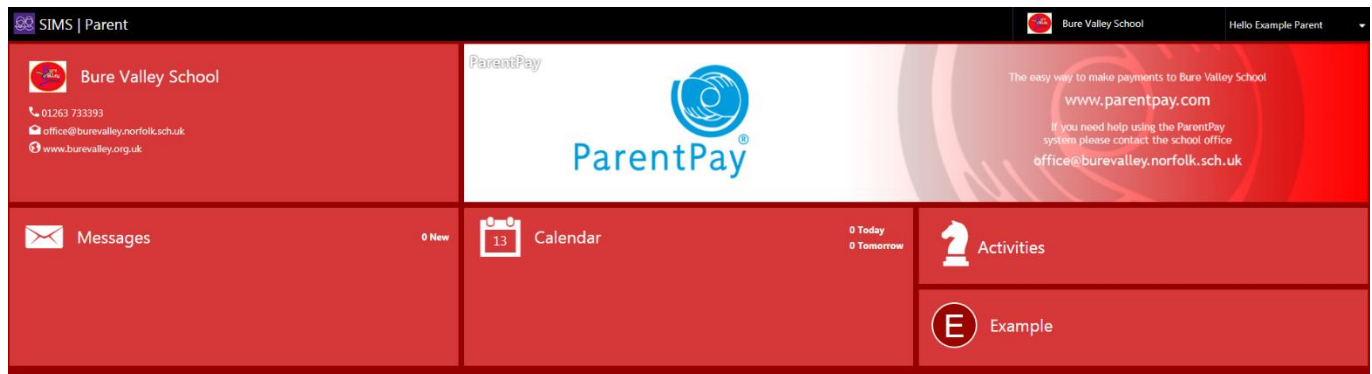 SIMS | Parent
Bure Valley School
Hello Example Parent
Bure Valley School
01263 733393
office@burevalley.norfolk.sch.uk
www.burevalley.org.uk
ParentPay
ParentPay®
The easy way to make payments to Bure Valley School
www.parentpay.com
If you need help using the ParentPay
system please contact the school office
office@burevalley.norfolk.sch.uk
Messages
0 New
13
Calendar
0 Today
0 Tomorrow
Activities
E
Example